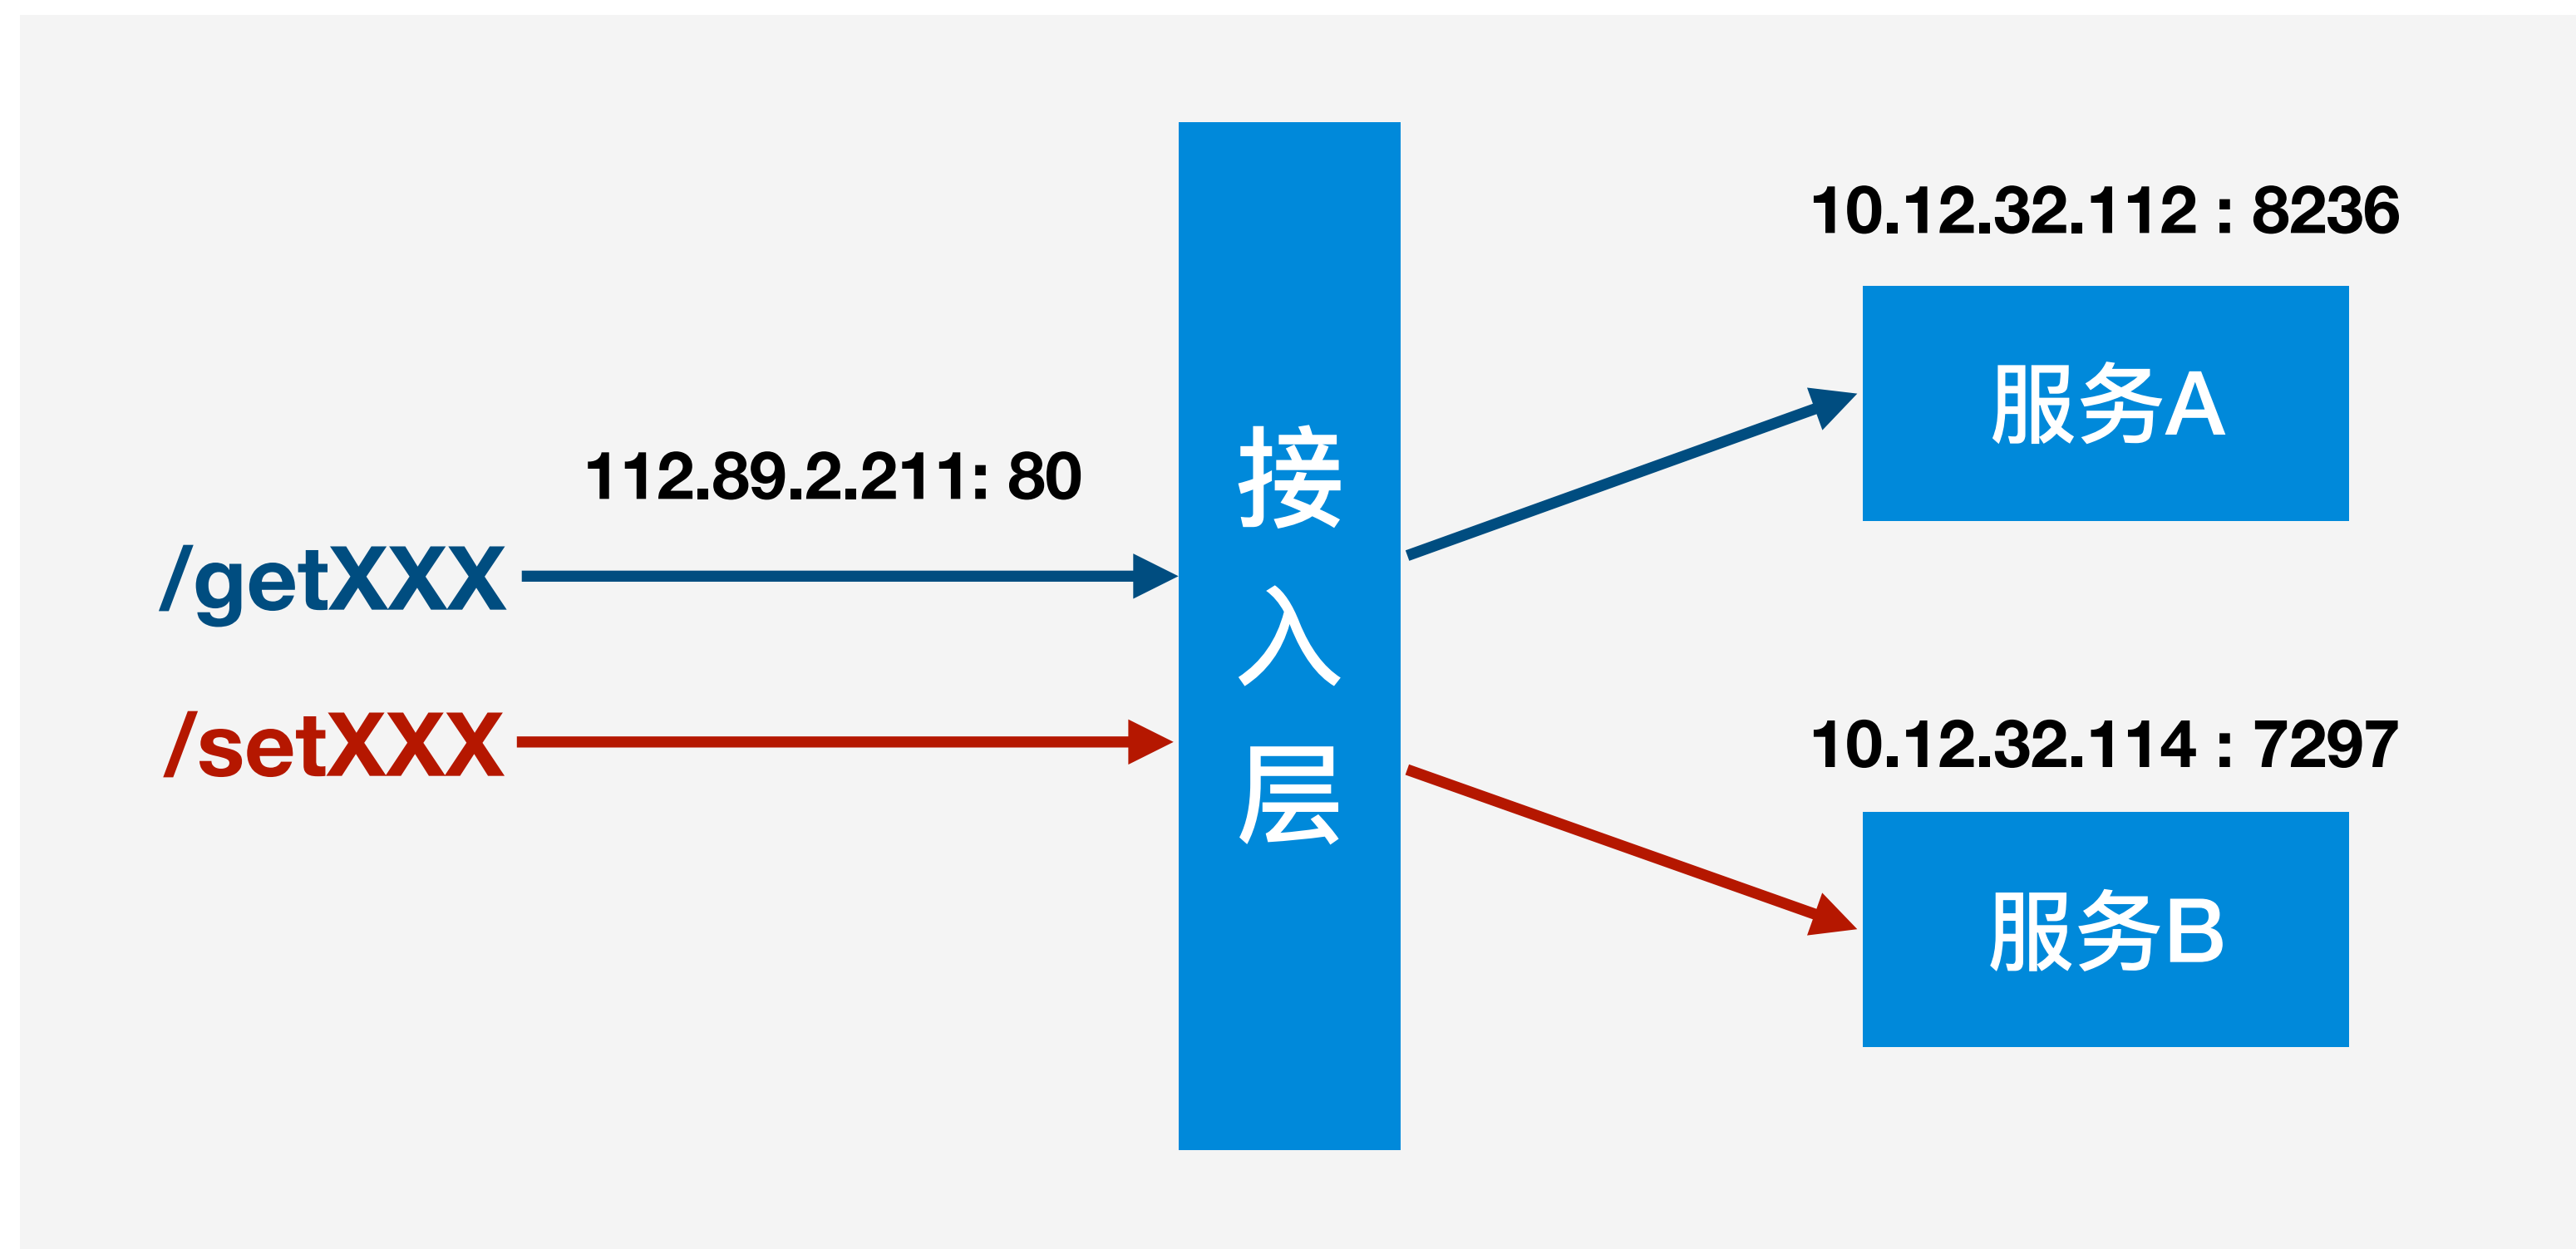 112.89.2.211: 80
/getXXX
/setXXX
接
入
层
10.12.32.112 : 8236
服务A
10.12.32.114 : 7297
服务B